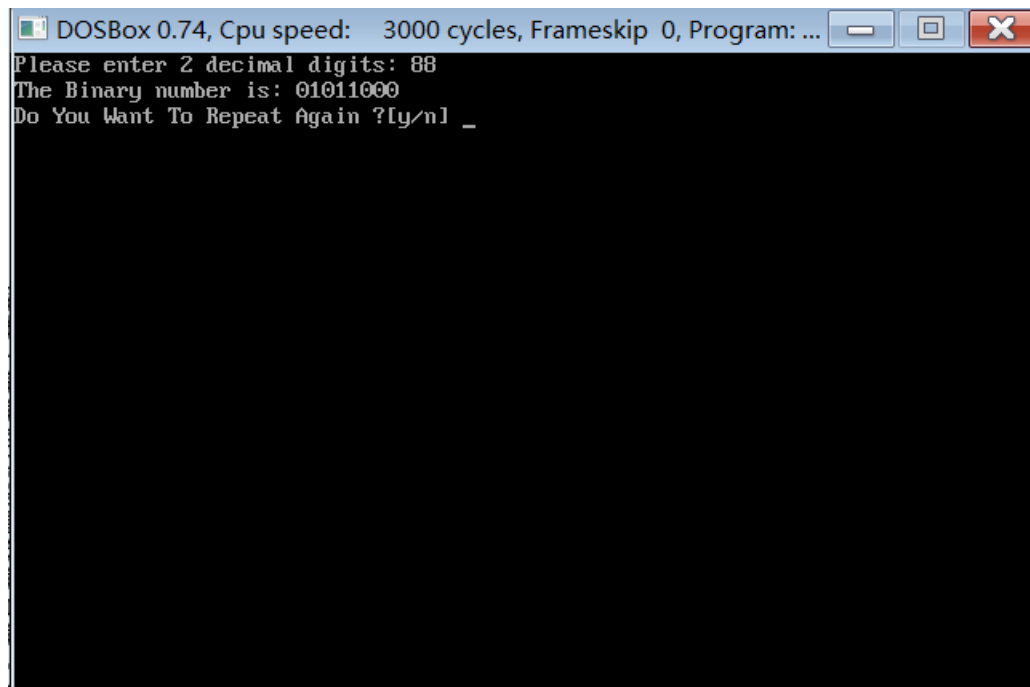 DOSBox 0.74, Cpu speed: 3000 cycles, Frameskip 0, Program: ...
Please enter 2 decimal digits: 88
The Binary number is: 01011000
Do You Want To Repeat Again ?[y/n] _